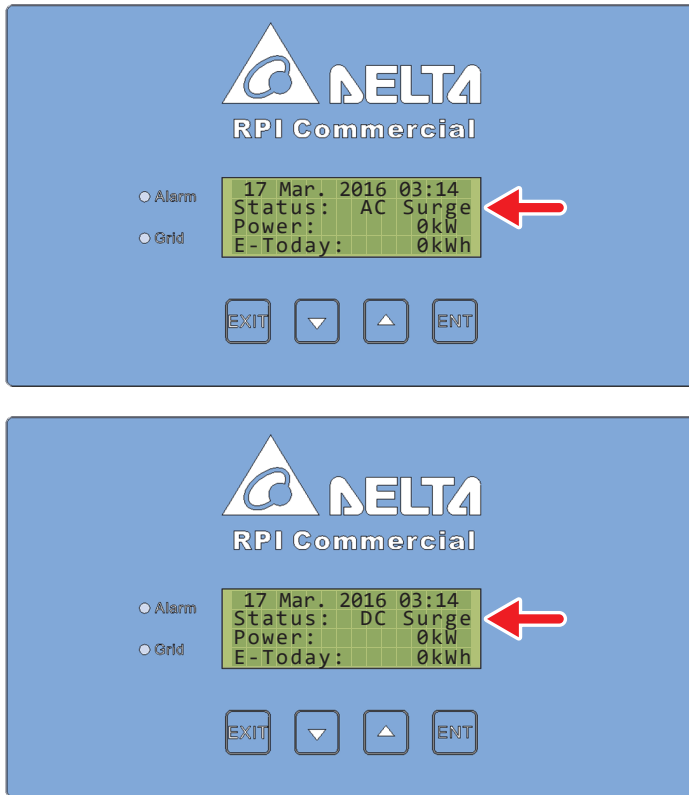 DELTA
RPI Commercial
Alarm
17 Mar. 2016 03:14
Status: AC Surge
Power: 0kW
Grid
E-Today: 0kWh
EXIT
ENT
DELTA
RPI Commercial
Alarm
17 Mar. 2016 03:14
Status: DC Surge
Power: 0kW
Grid
E-Today: 0kWh
EXIT
ENT